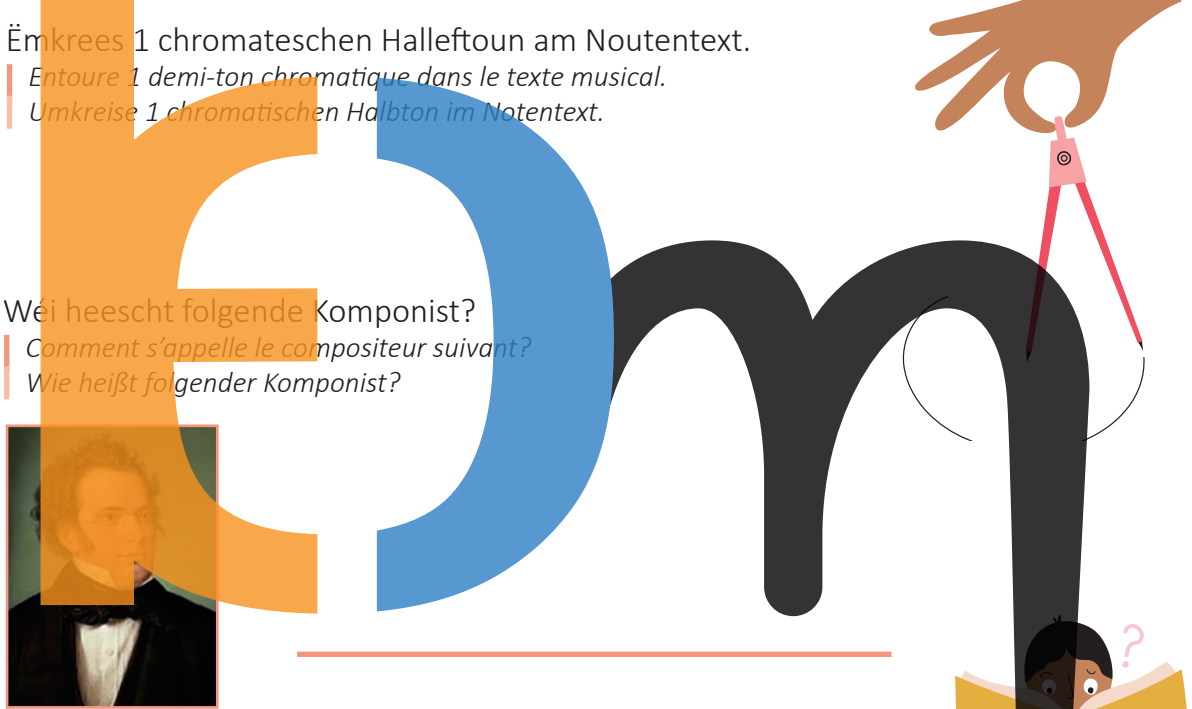 Ëmkrees 1 chromateschen Halleftoun am Noutentext.
Entoure 1 demi-ton chromatique dans le texte musical.
Umkreise 1 chromatischen Halbton im Notentext.
Wéi heescht folgende Komponist?
Comment s’appelle le compositeur suivant?
Wie heißt folgender Komponist?
?